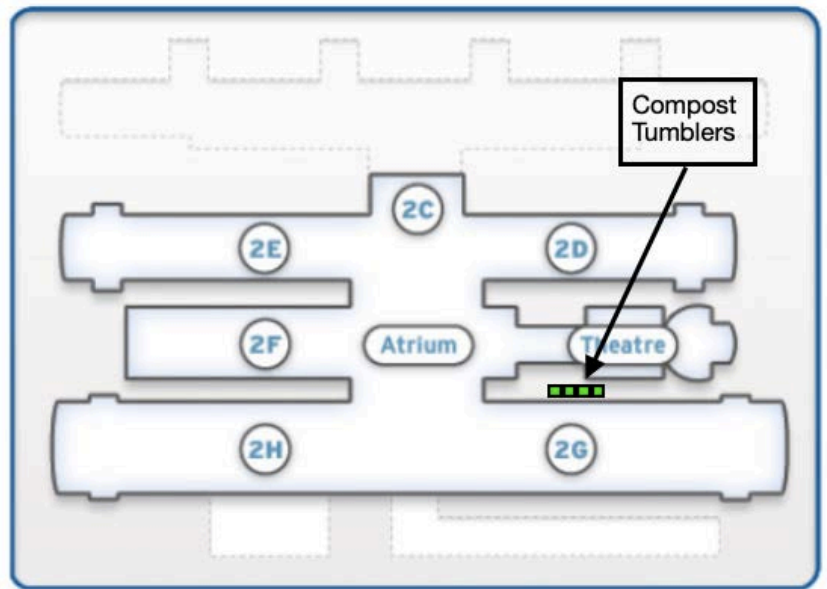 Compost
Tumblers
2C
2E
2D
2F
Atrium
Theatre
2H
2G